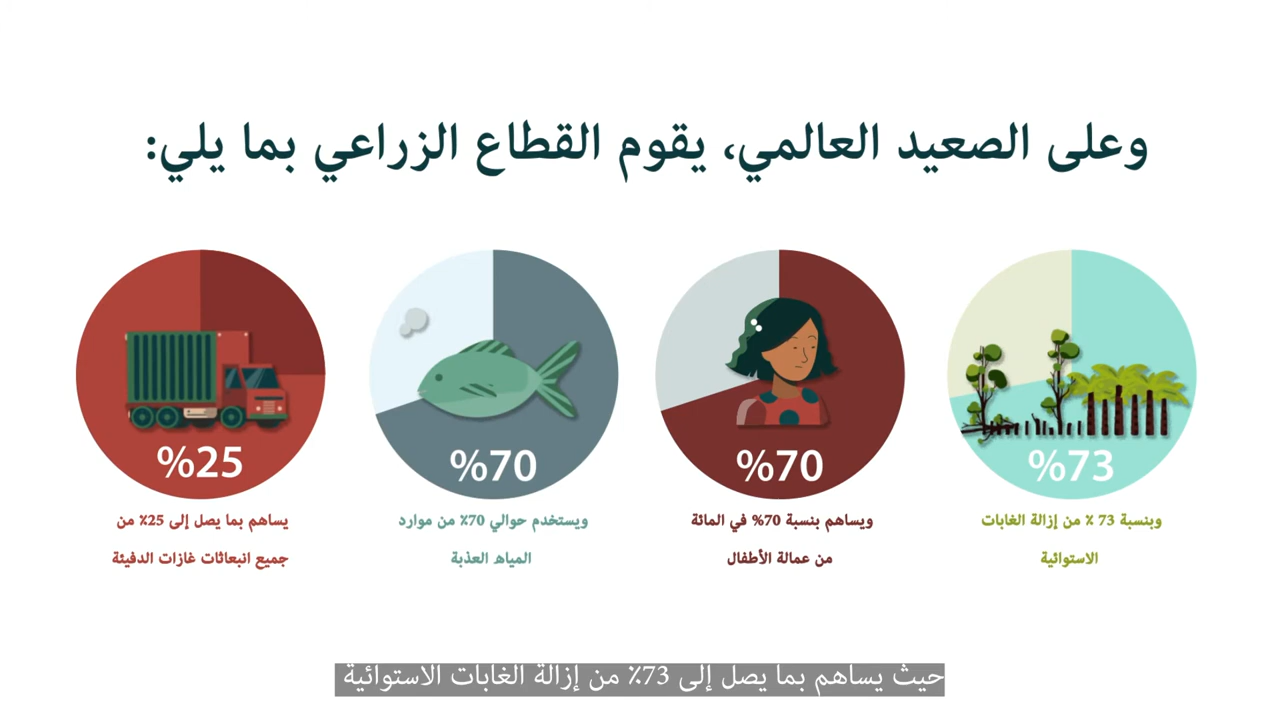 وعلى الصعيد العالمي، يقوم القطاع الزراعي بما يلي:
%73
وبنسبة 73 ٪ من إزالة الغابات
الاستوائية
%70
ويساهم بنسبة 70% في المائة
من عمالة الأطفال
%70
ويستخدم حوالي 70٪ من موارد
المياه العذبة
%25
يساهم بما يصل إلى 25٪ من
جميع انبعاثات غازات الدفيئة
حيث يساهم بما يصل إلى 73٪ من إزالة الغابات الاستوائية